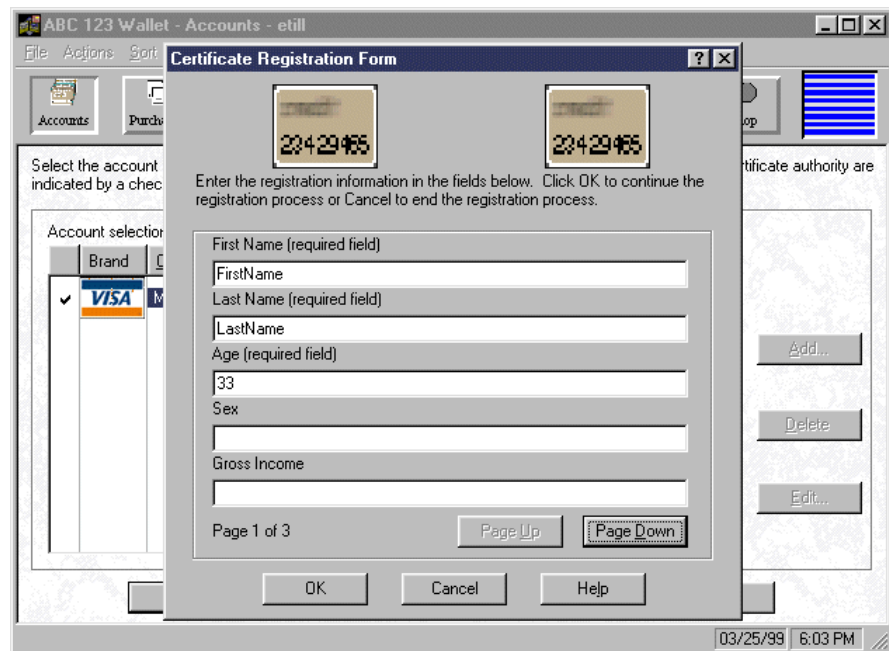 ABC 123 Wallet - Accounts - etill
File Actions Sort
Certificate Registration Form
Accounts
Purcha
op
23429465
23429465
Select the account
rtificate authority are
indicated by a chec
Enter the registration information in the fields below. Click OK to continue the
registration process or Cancel to end the registration process.
Account selection
Brand
VISA
M
First Name (required field)
FirstName
Last Name (required field)
LastName
Age (required field)
33
Sex
Gross Income
Page 1 of 3
Page Up
Page Down
Add...
Delete
Edit...
OK
Cancel
Help
03/25/99
6:03 PM